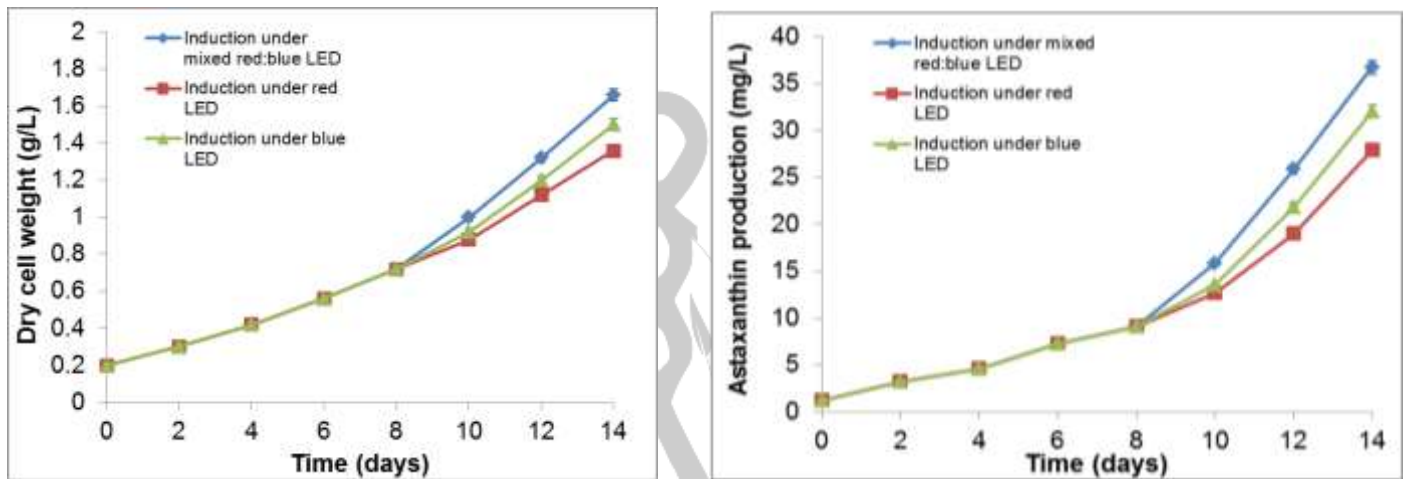 Dry cell weight (g/L)
2
1.8
1.6
1.4
1.2
1
0.8
0.6
0.4
0.2
0
Induction under
mixed red:blue LED
Induction under red
LED
Induction under blue
LED
0 2 4 6 8 10 12 14
Time (days)
Astaxanthin production (mg/L)
40
35
30
25
20
15
10
5
0
Induction under mixed
red:blue LED
Induction under red
LED
Induction under blue
LED
0 2 4 6 8 10 12 14
Time (days)